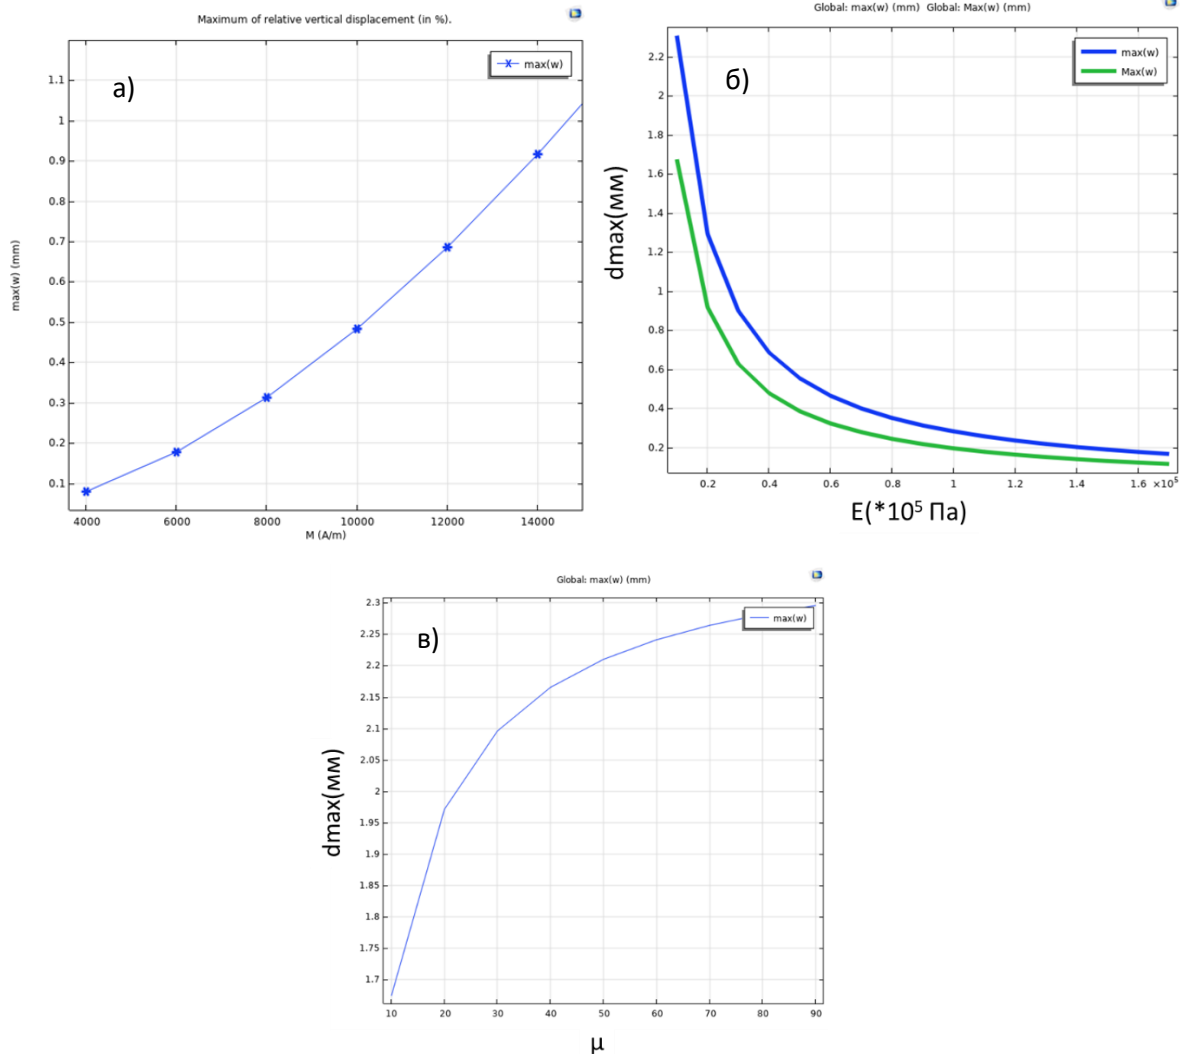 Maximum of relative vertical displacement (in %).
а)
max(w)
max(w) (mm)
1.1
1
0.9
0.8
0.7
0.6
0.5
0.4
0.3
0.2
0.1
4000 6000 8000 10000 12000 14000
M (A/m)
Global: max(w) (mm) Global: Max(w) (mm)
б)
max(w)
Max(w)
dmax(мм)
2.2
2
1.8
1.6
1.4
1.2
1
0.8
0.6
0.4
0.2
0.2 0.4 0.6 0.8 1 1.2 1.4 1.6 ×10⁵
E(*10⁵ Па)
Global: max(w) (mm)
в)
max(w)
dmax(мм)
2.3
2.25
2.2
2.15
2.1
2.05
2
1.95
1.9
1.85
1.8
1.75
1.7
10 20 30 40 50 60 70 80 90
μ